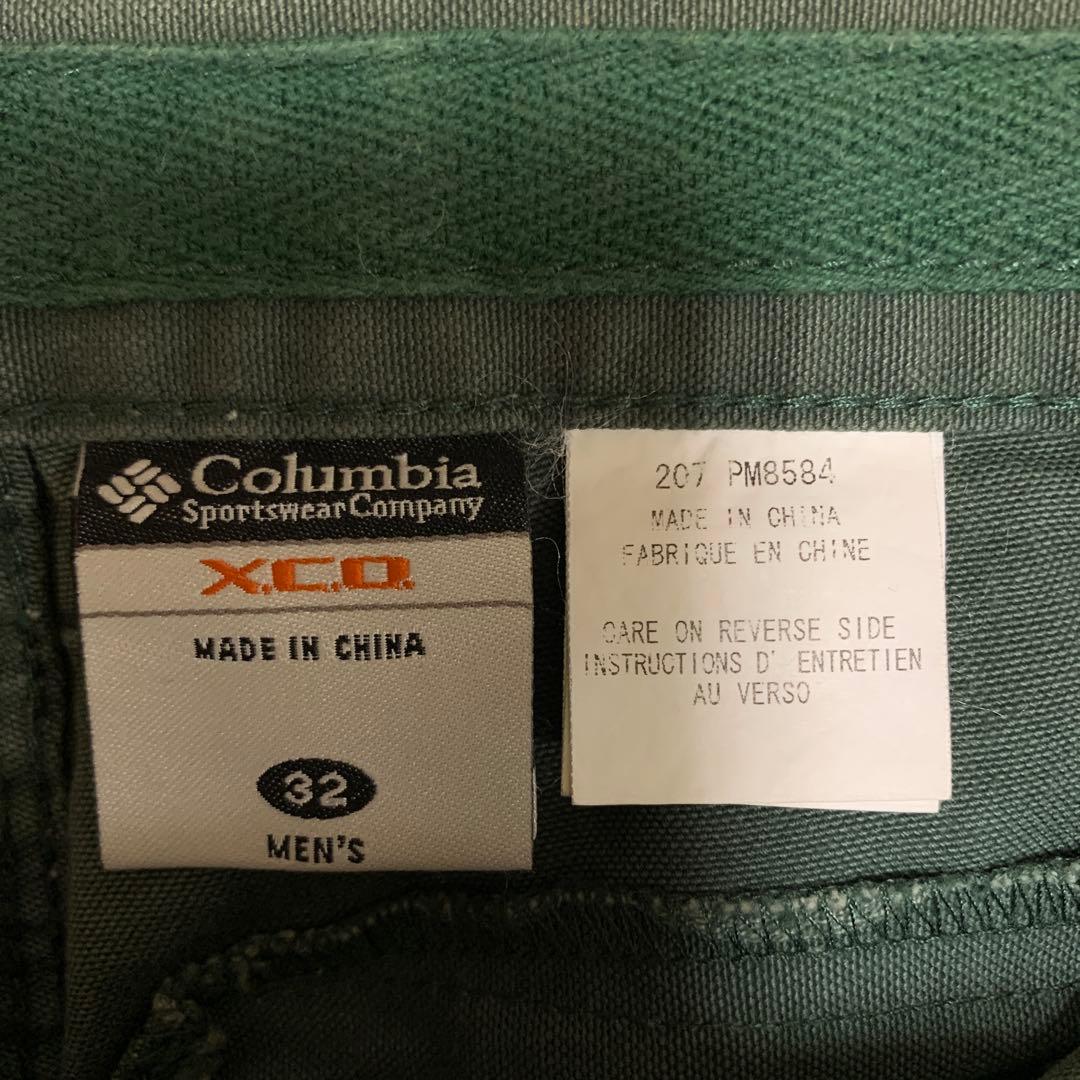 Columbia
Sportswear Company
X.C.O.
MADE IN CHINA
32
MEN'S
207 PM8584
MADE IN CHINA
FABRIQUE EN CHINE
CARE ON REVERSE SIDE
INSTRUCTIONS D' ENTRETIEN
AU VERSO